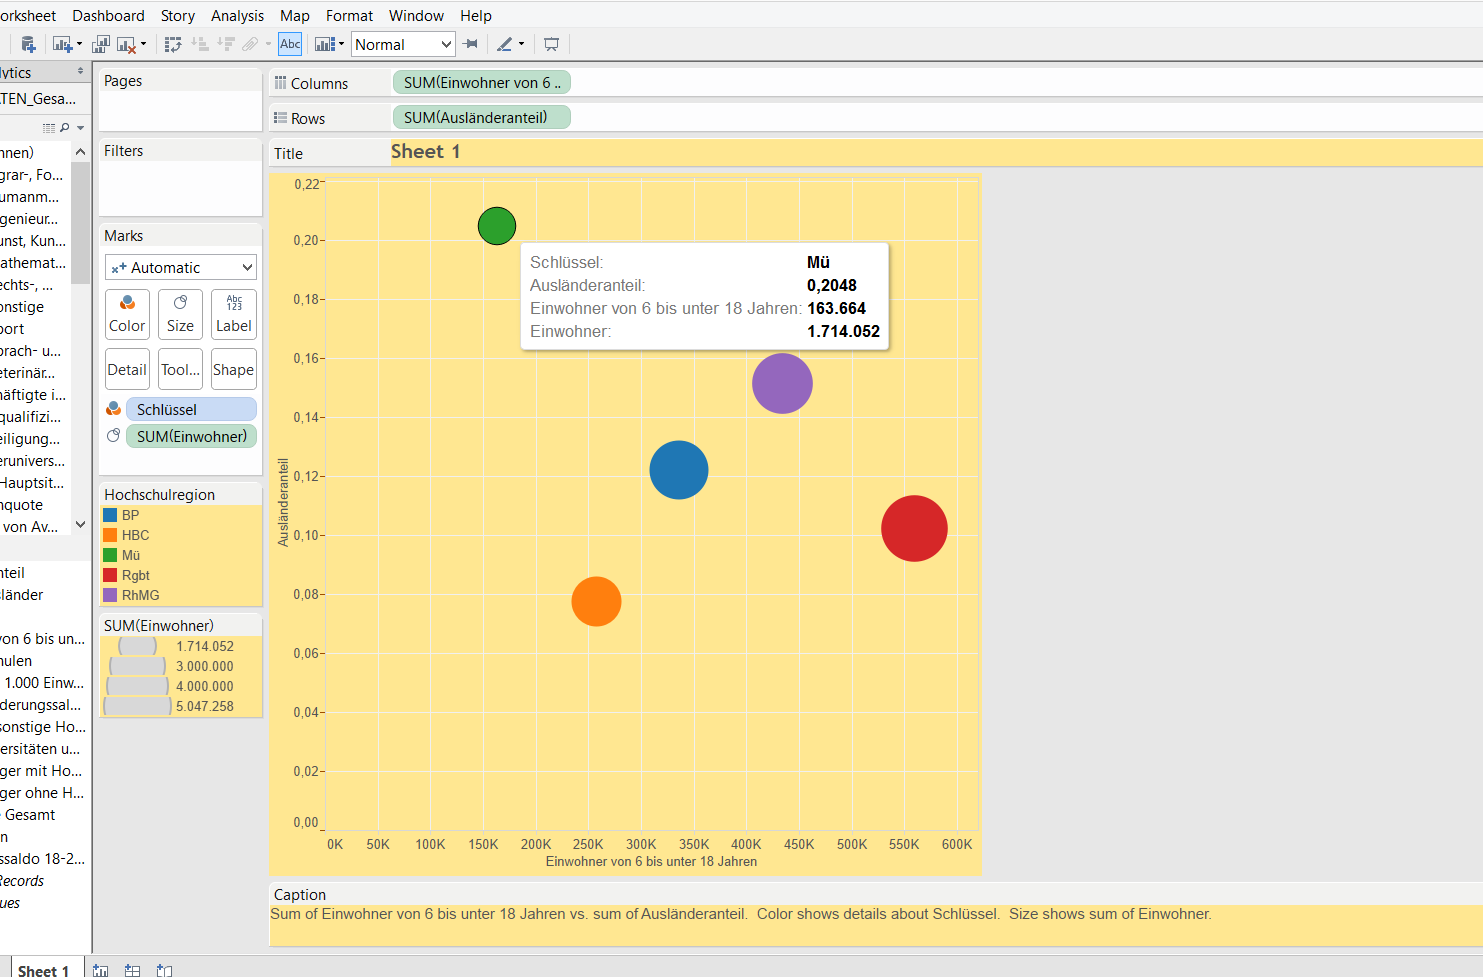 orksheet Dashboard Story Analysis Map Format Window Help
Abc Normal
lytics
TEN_Gesa...
nnen)
grar-, Fo...
umanm...
genieur...
unst, Kun...
athemat...
echts-, ...
onstige
port
prach- u...
eterinär...
häftigte i...
qualifizi...
eiligung...
erunivers...
Hauptsit...
nquote
von Av...
nteil
sländer
von 6 bis un...
hulen
1.000 Einw...
derungssal...
sonstige Ho...
ersitäten u...
ger mit Ho...
ger ohne H...
Gesamt
n
ssaldo 18-2...
Records
ues
Pages
Filters
Marks
Automatic
Color Size Abc 123 Label
Detail Tool... Shape
Schlüssel
SUM(Einwohner)
Hochschulregion
BP
HBC
Mü
Rgbt
RhMG
SUM(Einwohner)
1.714.052
3.000.000
4.000.000
5.047.258
Columns SUM(Einwohner von 6 ..
Rows SUM(Ausländeranteil)
Title Sheet 1
0,22
0,20
0,18
0,16
0,14
0,12
0,10
0,08
0,06
0,04
0,02
0,00
Ausländeranteil
Schlüssel: Mü
Ausländeranteil: 0,2048
Einwohner von 6 bis unter 18 Jahren: 163.664
Einwohner: 1.714.052
0K 50K 100K 150K 200K 250K 300K 350K 400K 450K 500K 550K 600K
Einwohner von 6 bis unter 18 Jahren
Caption
Sum of Einwohner von 6 bis unter 18 Jahren vs. sum of Ausländeranteil. Color shows details about Schlüssel. Size shows sum of Einwohner.
Sheet 1